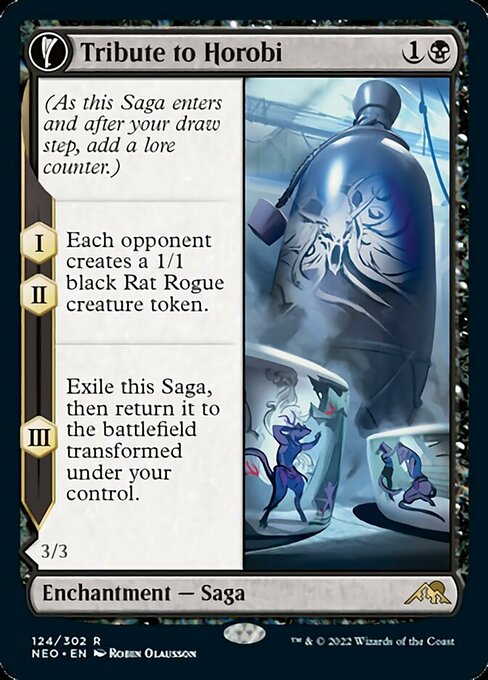 Tribute to Horobi 1
(As this Saga enters
and after your draw
step, add a lore
counter.)
I
II
Each opponent
creates a 1/1
black Rat Rogue
creature token.
III
Exile this Saga,
then return it to
the battlefield
transformed
under your
control.
3/3
Enchantment — Saga
124/302 R
NEO • EN Robin Olausson
™ & © 2022 Wizards of the Coast